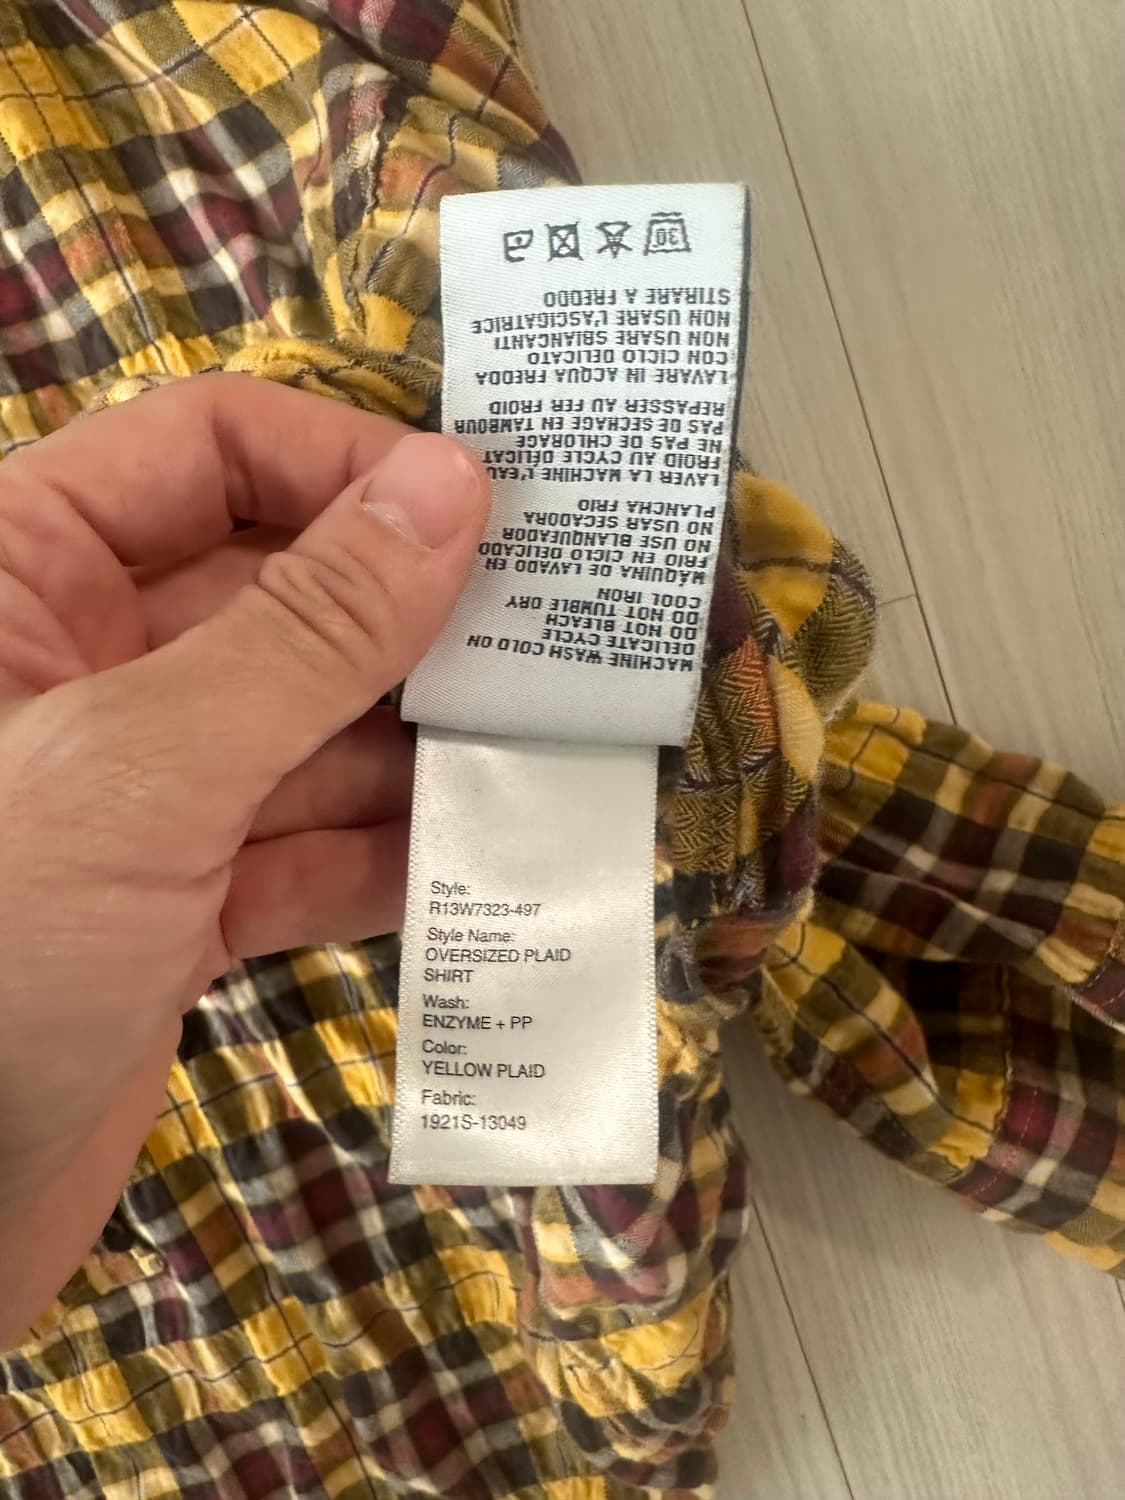 MACHINE WASH COLD ON
DELICATE CYCLE
DO NOT BLEACH
DO NOT TUMBLE DRY
COOL IRON
MÁQUINA DE LAVADO EN
FRIO EN CICLO DELICADO
NO USE BLANQUEADOR
NO USAR SECADORA
PLANCHA FRIO
LAVER LA MACHINE L'EAU
FROID AU CYCLE DÉLICAT
NE PAS DE CHLORAGE
PAS DE SECHAGE EN TAMBOUR
REPASSER AU FER FROID
LAVARE IN ACQUA FREDDA
CON CICLO DELICATO
NON USARE SBIANCANTI
NON USARE L'ASCIGATRICE
STIRARE A FREDDO
30
Style:
R13W7323-497
Style Name:
OVERSIZED PLAID
SHIRT
Wash:
ENZYME + PP
Color:
YELLOW PLAID
Fabric:
1921S-13049